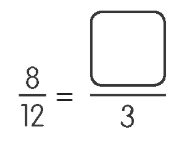 8/12 = □/3